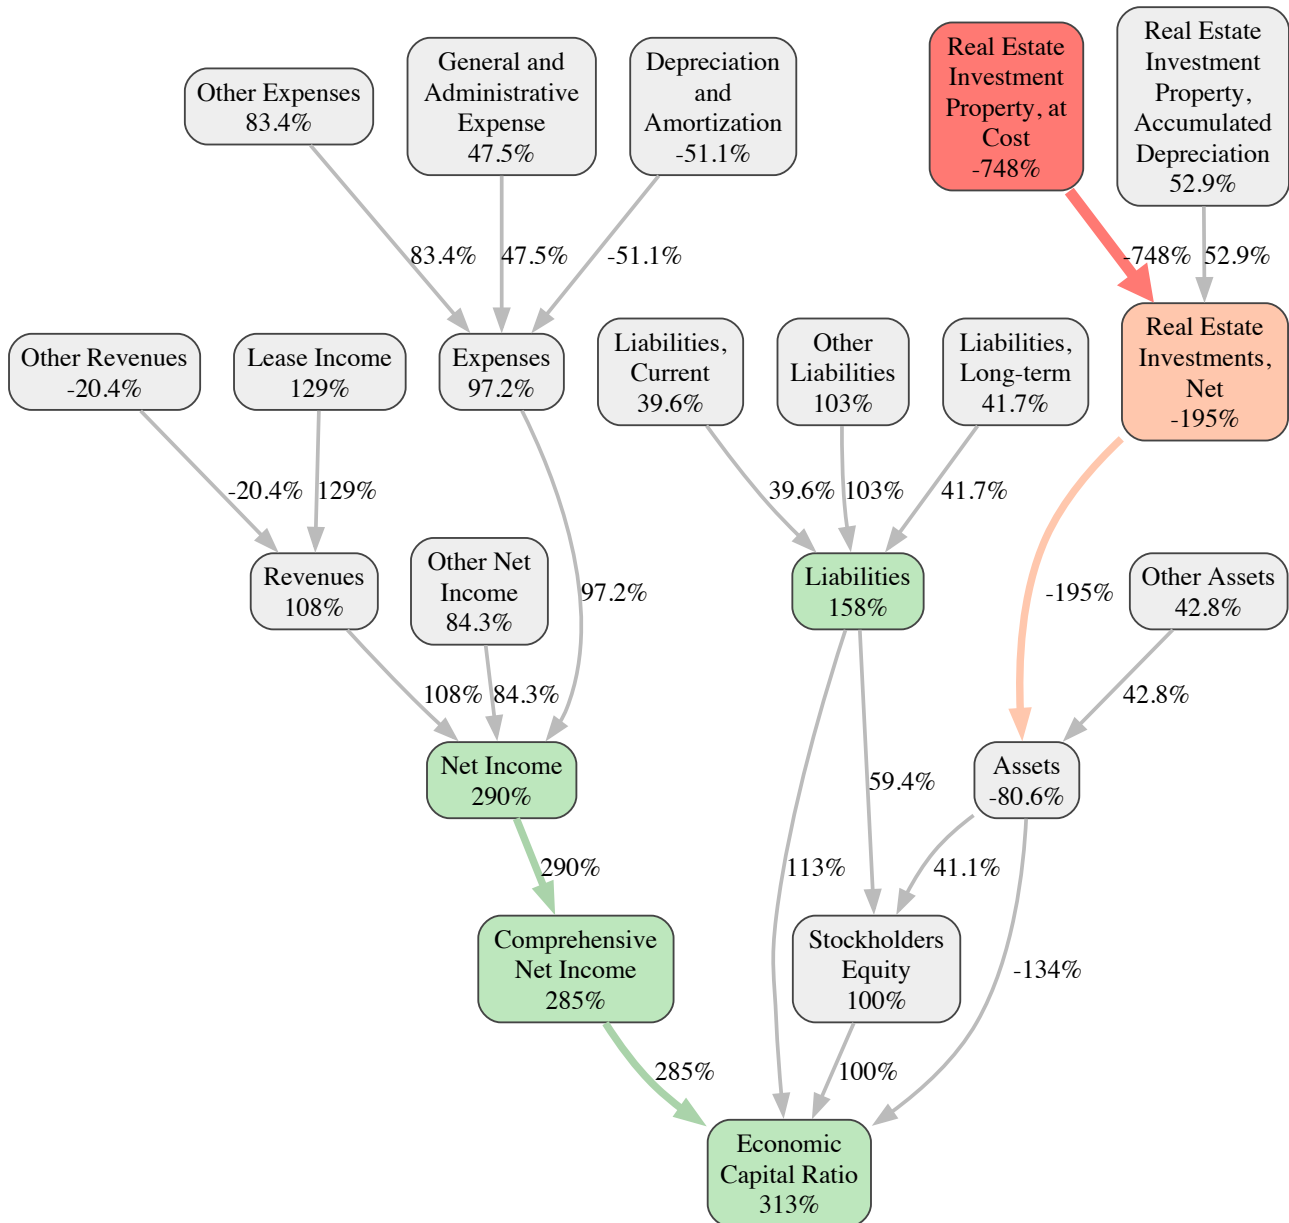 Other Expenses
83.4%
General and
Administrative
Expense
47.5%
Depreciation
and
Amortization
-51.1%
Real Estate
Investment
Property, at
Cost
-748%
Real Estate
Investment
Property,
Accumulated
Depreciation
52.9%
83.4%
47.5%
-51.1%
-748%
52.9%
Other Revenues
-20.4%
Lease Income
129%
Expenses
97.2%
Liabilities,
Current
39.6%
Other
Liabilities
103%
Liabilities,
Long-term
41.7%
Real Estate
Investments,
Net
-195%
-20.4%
129%
39.6%
103%
41.7%
Revenues
108%
Other Net
Income
84.3%
97.2%
Liabilities
158%
-195%
Other Assets
42.8%
108%
84.3%
42.8%
Net Income
290%
59.4%
Assets
-80.6%
290%
113%
41.1%
Comprehensive
Net Income
285%
Stockholders
Equity
100%
-134%
285%
100%
Economic
Capital Ratio
313%